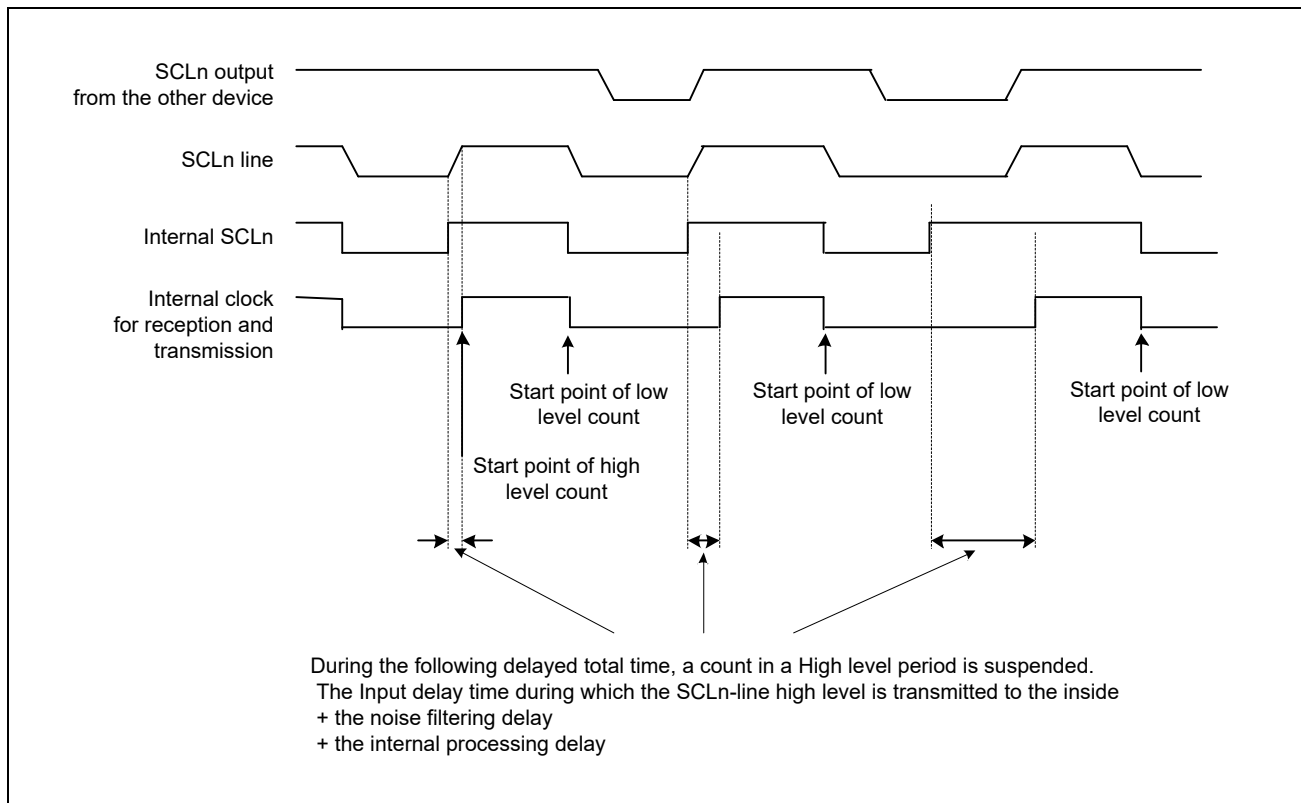 SCLn output
from the other device
SCLn line
Internal SCLn
Internal clock
for reception and
transmission
Start point of low
level count
Start point of low
level count
Start point of low
level count
Start point of high
level count
During the following delayed total time, a count in a High level period is suspended.
The Input delay time during which the SCLn-line high level is transmitted to the inside
+ the noise filtering delay
+ the internal processing delay